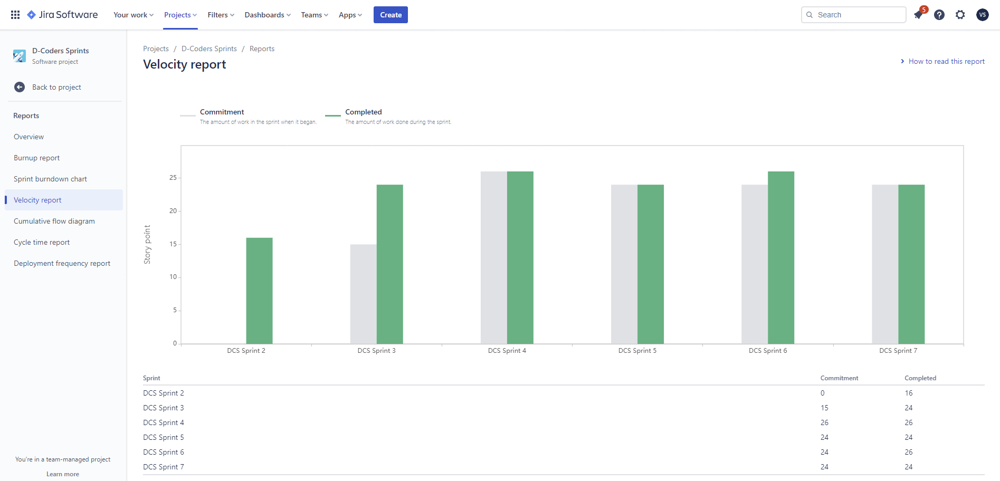 Jira Software Your work Projects Filters Dashboards Teams Apps Create Search 5 VS
D-Coders Sprints
Software project
Back to project
Reports
Overview
Burnup report
Sprint burndown chart
Velocity report
Cumulative flow diagram
Cycle time report
Deployment frequency report
You're in a team-managed project
Learn more
Projects / D-Coders Sprints / Reports
Velocity report
How to read this report
Commitment
The amount of work in the sprint when it began.
Completed
The amount of work done during the sprint.
Story point
25
20
15
10
5
0
DCS Sprint 2 DCS Sprint 3 DCS Sprint 4 DCS Sprint 5 DCS Sprint 6 DCS Sprint 7
Sprint Commitment Completed
DCS Sprint 2 0 16
DCS Sprint 3 15 24
DCS Sprint 4 26 26
DCS Sprint 5 24 24
DCS Sprint 6 24 26
DCS Sprint 7 24 24